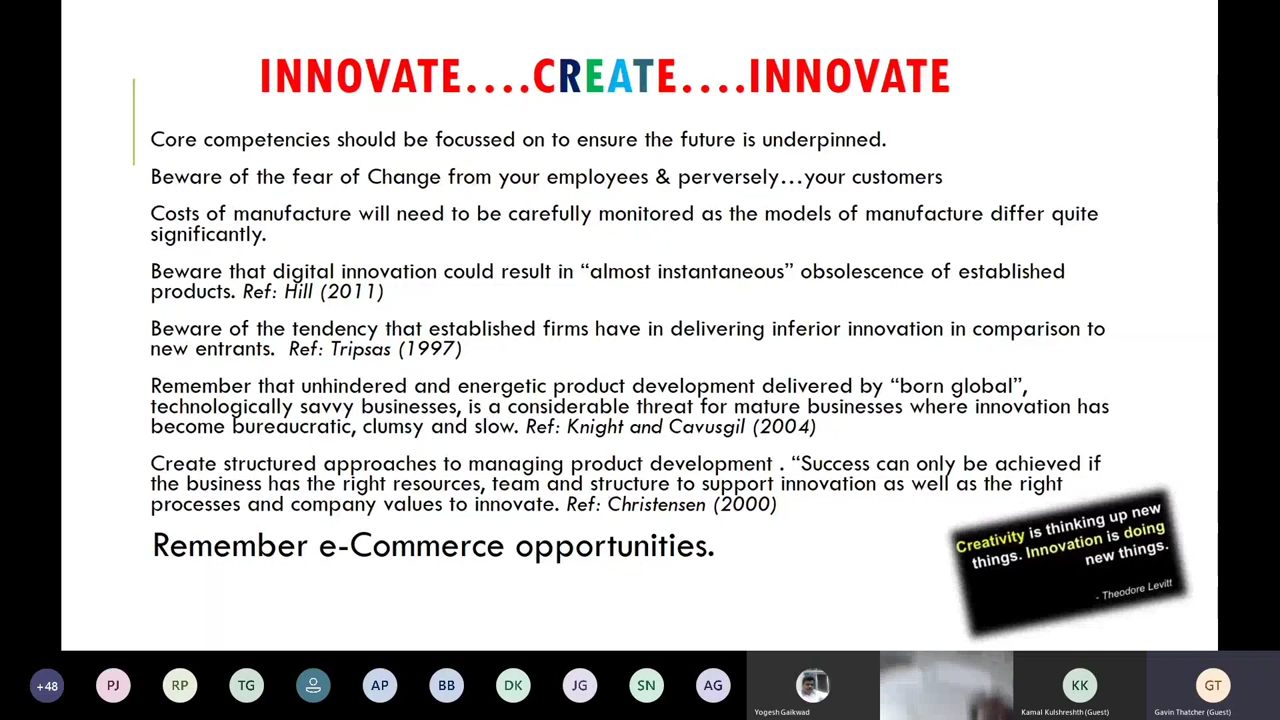 INNOVATE....CREATE....INNOVATE
Core competencies should be focussed on to ensure the future is underpinned.
Beware of the fear of Change from your employees & perversely...your customers
Costs of manufacture will need to be carefully monitored as the models of manufacture differ quite
significantly.
Beware that digital innovation could result in “almost instantaneous” obsolescence of established
products. Ref: Hill (2011)
Beware of the tendency that established firms have in delivering inferior innovation in comparison to
new entrants. Ref: Tripsas (1997)
Remember that unhindered and energetic product development delivered by “born global”,
technologically savvy businesses, is a considerable threat for mature businesses where innovation has
become bureaucratic, clumsy and slow. Ref: Knight and Cavusgil (2004)
Create structured approaches to managing product development . “Success can only be achieved if
the business has the right resources, team and structure to support innovation as well as the right
processes and company values to innovate. Ref: Christensen (2000)
Remember e-Commerce opportunities.
Creativity is thinking up new
things. Innovation is doing
new things.
- Theodore Levitt
+48 PJ RP TG AP BB DK JG SN AG KK GT
Yogesh Gaikwad Kamal Kulshreshth (Guest) Gavin Thatcher (Guest)